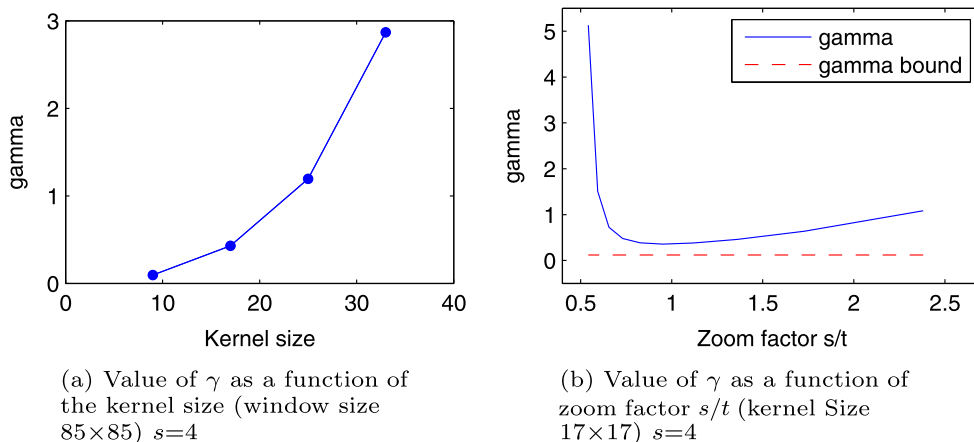 3
2
1
0
gamma
0
10
20
30
40
Kernel size
(a) Value of γ as a function of
the kernel size (window size
85×85) s=4
5
4
3
2
1
0
gamma
gamma
gamma bound
0.5
1
1.5
2
2.5
Zoom factor s/t
(b) Value of γ as a function of
zoom factor s/t (kernel Size
17×17) s=4